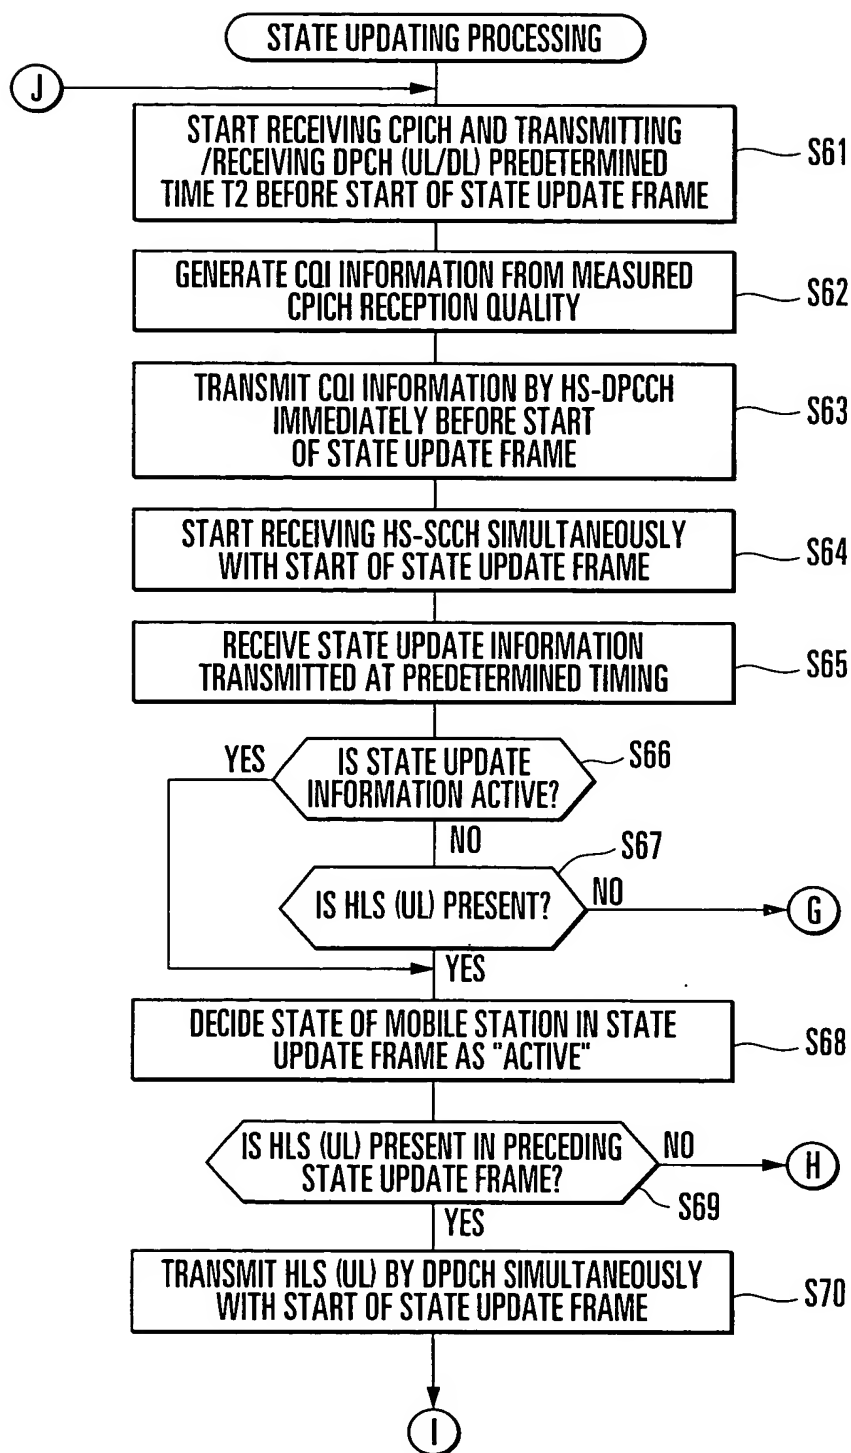 STATE UPDATING PROCESSING
J
START RECEIVING CPICH AND TRANSMITTING
/RECEIVING DPCH (UL/DL) PREDETERMINED
TIME T2 BEFORE START OF STATE UPDATE FRAME
S61
GENERATE CQI INFORMATION FROM MEASURED
CPICH RECEPTION QUALITY
S62
TRANSMIT CQI INFORMATION BY HS-DPCCH
IMMEDIATELY BEFORE START
OF STATE UPDATE FRAME
S63
START RECEIVING HS-SCCH SIMULTANEOUSLY
WITH START OF STATE UPDATE FRAME
S64
RECEIVE STATE UPDATE INFORMATION
TRANSMITTED AT PREDETERMINED TIMING
S65
YES
IS STATE UPDATE
INFORMATION ACTIVE?
S66
NO
S67
IS HLS (UL) PRESENT?
NO
G
YES
DECIDE STATE OF MOBILE STATION IN STATE
UPDATE FRAME AS "ACTIVE"
S68
IS HLS (UL) PRESENT IN PRECEDING
STATE UPDATE FRAME?
NO
H
S69
YES
TRANSMIT HLS (UL) BY DPDCH SIMULTANEOUSLY
WITH START OF STATE UPDATE FRAME
S70
I